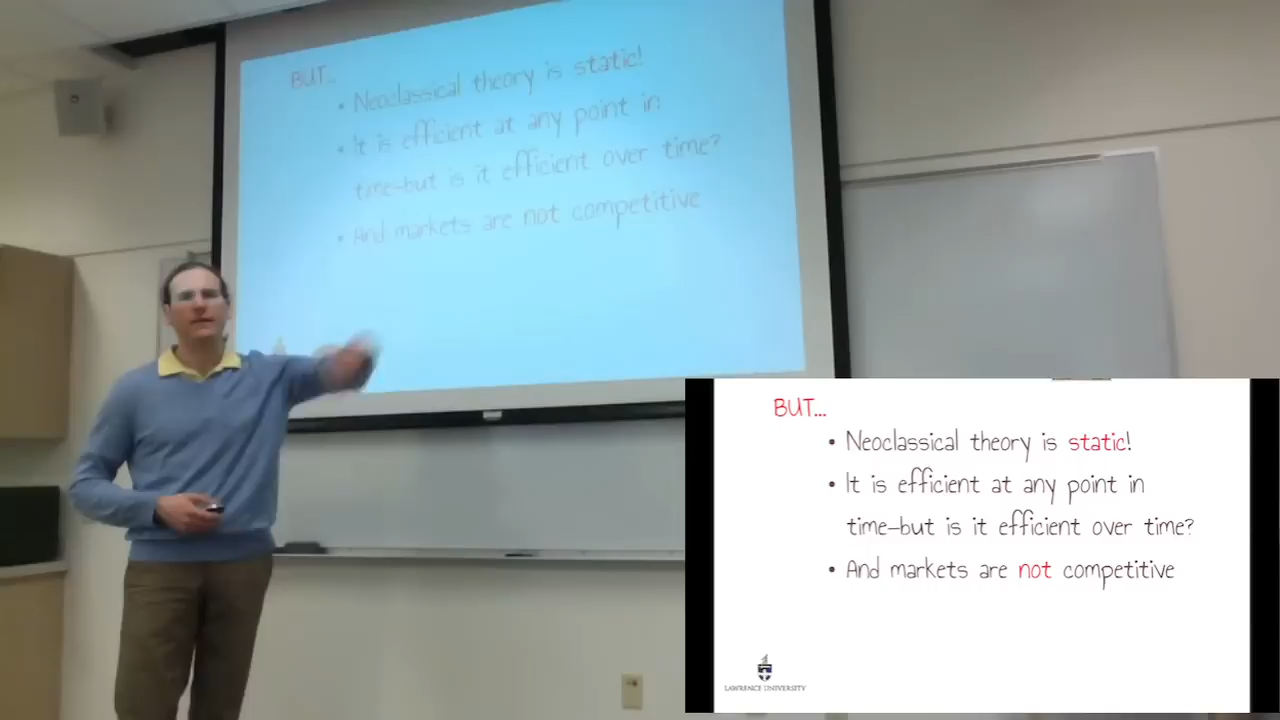 BUT...
• Neoclassical theory is static!
• It is efficient at any point in
time-but is it efficient over time?
• And markets are not competitive
BUT...
• Neoclassical theory is static!
• It is efficient at any point in
time-but is it efficient over time?
• And markets are not competitive
LAWRENCE UNIVERSITY